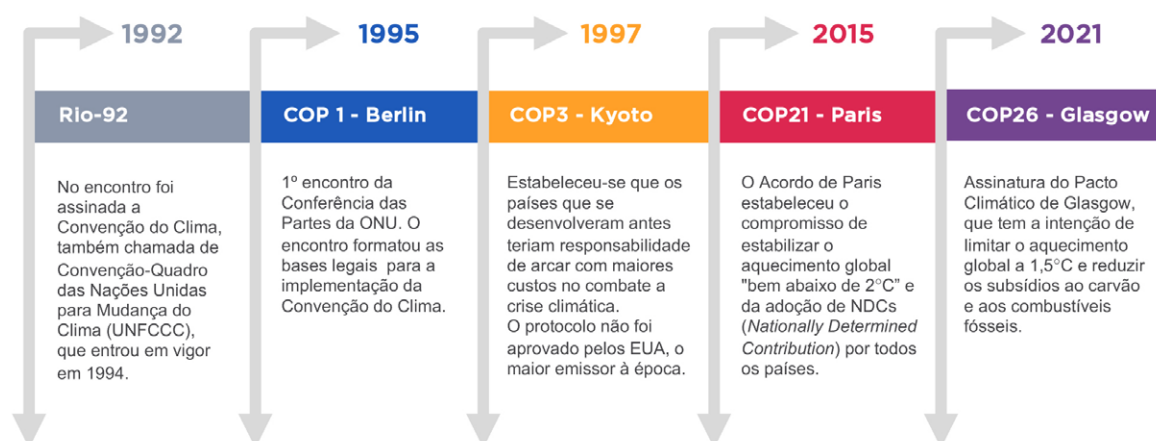 1992
Rio-92
No encontro foi
assinada a
Convenção do Clima,
também chamada de
Convenção-Quadro
das Nações Unidas
para Mudança do
Clima (UNFCCC),
que entrou em vigor
em 1994.
1995
COP 1 - Berlin
1º encontro da
Conferência das
Partes da ONU. O
encontro formatou as
bases legais para a
implementação da
Convenção do Clima.
1997
COP3 - Kyoto
Estabeleceu-se que os
países que se
desenvolveram antes
teriam responsabilidade
de arcar com maiores
custos no combate a
crise climática.
O protocolo não foi
aprovado pelos EUA, o
maior emissor à época.
2015
COP21 - Paris
O Acordo de Paris
estabeleceu o
compromisso de
estabilizar o
aquecimento global
"bem abaixo de 2°C” e
da adoção de NDCs
(Nationally Determined
Contribution) por todos
os países.
2021
COP26 - Glasgow
Assinatura do Pacto
Climático de Glasgow,
que tem a intenção de
limitar o aquecimento
global a 1,5°C e reduzir
os subsídios ao carvão
e aos combustíveis
fósseis.